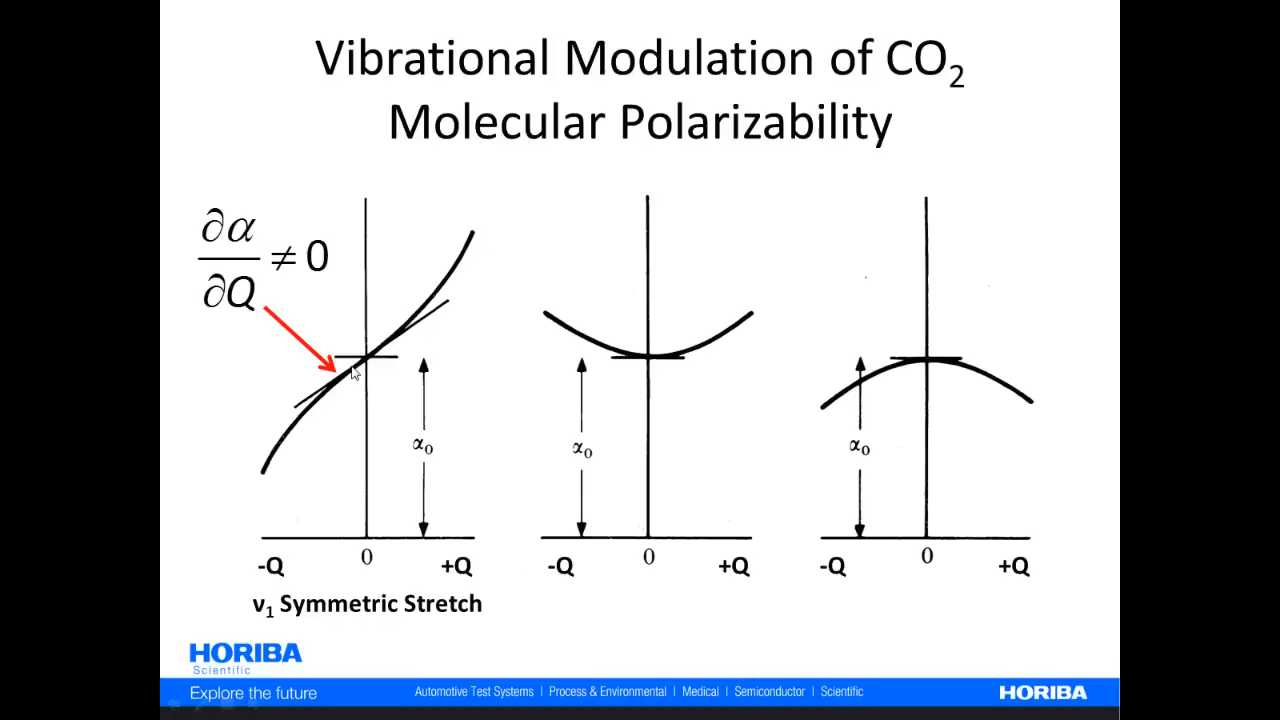 Vibrational Modulation of CO₂
Molecular Polarizability
∂α
∂Q
≠ 0
α₀
α₀
α₀
0
0
0
-Q
+Q
-Q
+Q
-Q
+Q
ν₁ Symmetric Stretch
HORIBA
Scientific
Explore the future
Automotive Test Systems | Process & Environmental | Medical | Semiconductor | Scientific
HORIBA